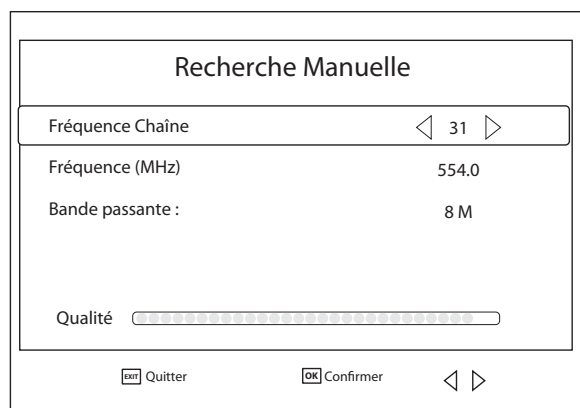 Recherche Manuelle
Fréquence Chaîne 31
Fréquence (MHz) 554.0
Bande passante : 8 M
Qualité
EXIT Quitter OK Confirmer